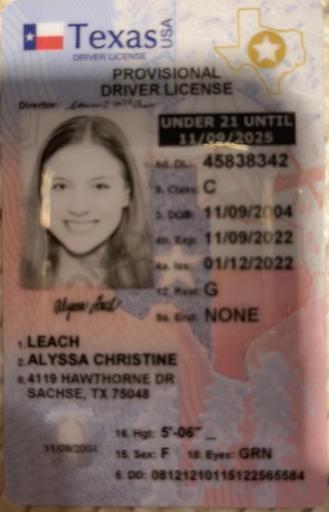 Texas USA
DRIVER LICENSE
PROVISIONAL
DRIVER LICENSE
Director:
UNDER 21 UNTIL
11/09/2025
4d. DL: 45838342
9. Class: C
3. DOB: 11/09/2004
4b. Exp: 11/09/2022
4a. Iss: 01/12/2022
12. Rest: G
9a. End: NONE
1. LEACH
2. ALYSSA CHRISTINE
8. 4119 HAWTHORNE DR
SACHSE, TX 75048
16. Hgt: 5'-06"
15. Sex: F 18. Eyes: GRN
11/09/2004
5. DD: 08121210115122565584